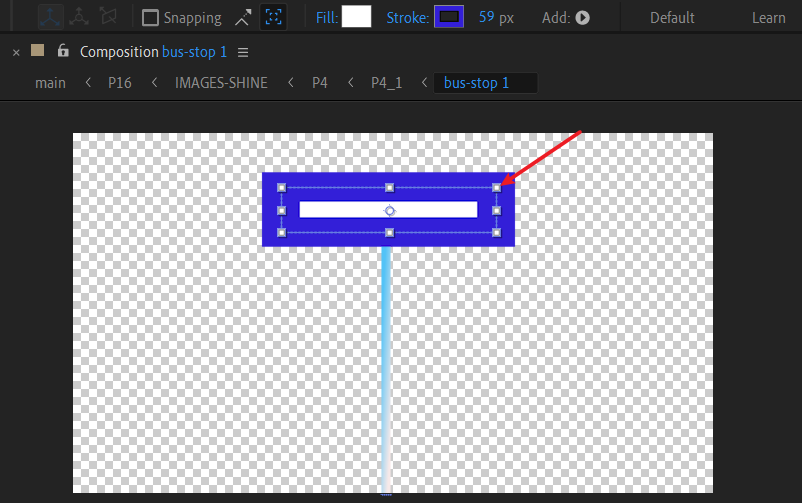 Snapping Fill: Stroke: 59 px Add: Default Learn
× Composition bus-stop 1
main < P16 < IMAGES-SHINE < P4 < P4_1 < bus-stop 1